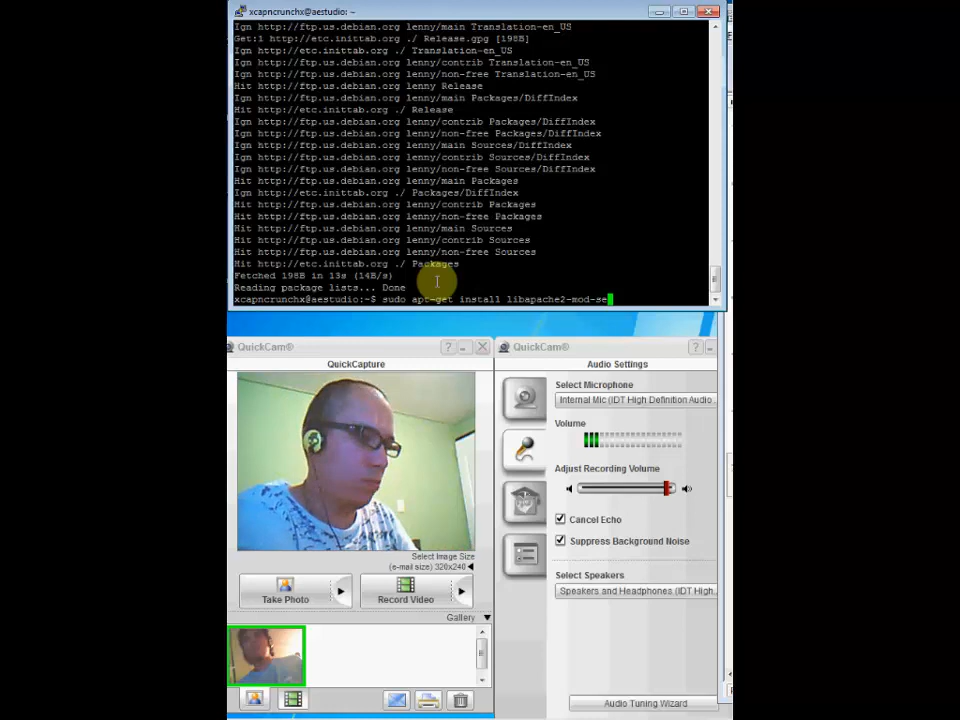 xcapncrunchx@aestudio: ~
Ign http://ftp.us.debian.org lenny/main Translation-en_US
Get:1 http://etc.inittab.org ./ Release.gpg [198B]
Ign http://etc.inittab.org ./ Translation-en_US
Ign http://ftp.us.debian.org lenny/contrib Translation-en_US
Ign http://ftp.us.debian.org lenny/non-free Translation-en_US
Hit http://ftp.us.debian.org lenny Release
Ign http://ftp.us.debian.org lenny/main Packages/DiffIndex
Hit http://etc.inittab.org ./ Release
Ign http://ftp.us.debian.org lenny/contrib Packages/DiffIndex
Ign http://ftp.us.debian.org lenny/non-free Packages/DiffIndex
Ign http://ftp.us.debian.org lenny/main Sources/DiffIndex
Ign http://ftp.us.debian.org lenny/contrib Sources/DiffIndex
Ign http://ftp.us.debian.org lenny/non-free Sources/DiffIndex
Hit http://ftp.us.debian.org lenny/main Packages
Ign http://etc.inittab.org ./ Packages/DiffIndex
Hit http://ftp.us.debian.org lenny/contrib Packages
Hit http://ftp.us.debian.org lenny/non-free Packages
Hit http://ftp.us.debian.org lenny/main Sources
Hit http://ftp.us.debian.org lenny/contrib Sources
Hit http://ftp.us.debian.org lenny/non-free Sources
Hit http://etc.inittab.org ./ Packages
Fetched 198B in 13s (14B/s)
Reading package lists... Done
xcapncrunchx@aestudio:~$ sudo apt-get install libapache2-mod-se
QuickCam®
QuickCapture
Select Image Size
(e-mail size) 320x240
Take Photo
Record Video
Gallery
QuickCam®
Audio Settings
Select Microphone
Internal Mic (IDT High Definition Audio
Volume
Adjust Recording Volume
Cancel Echo
Suppress Background Noise
Select Speakers
Speakers and Headphones (IDT High.
Audio Tuning Wizard